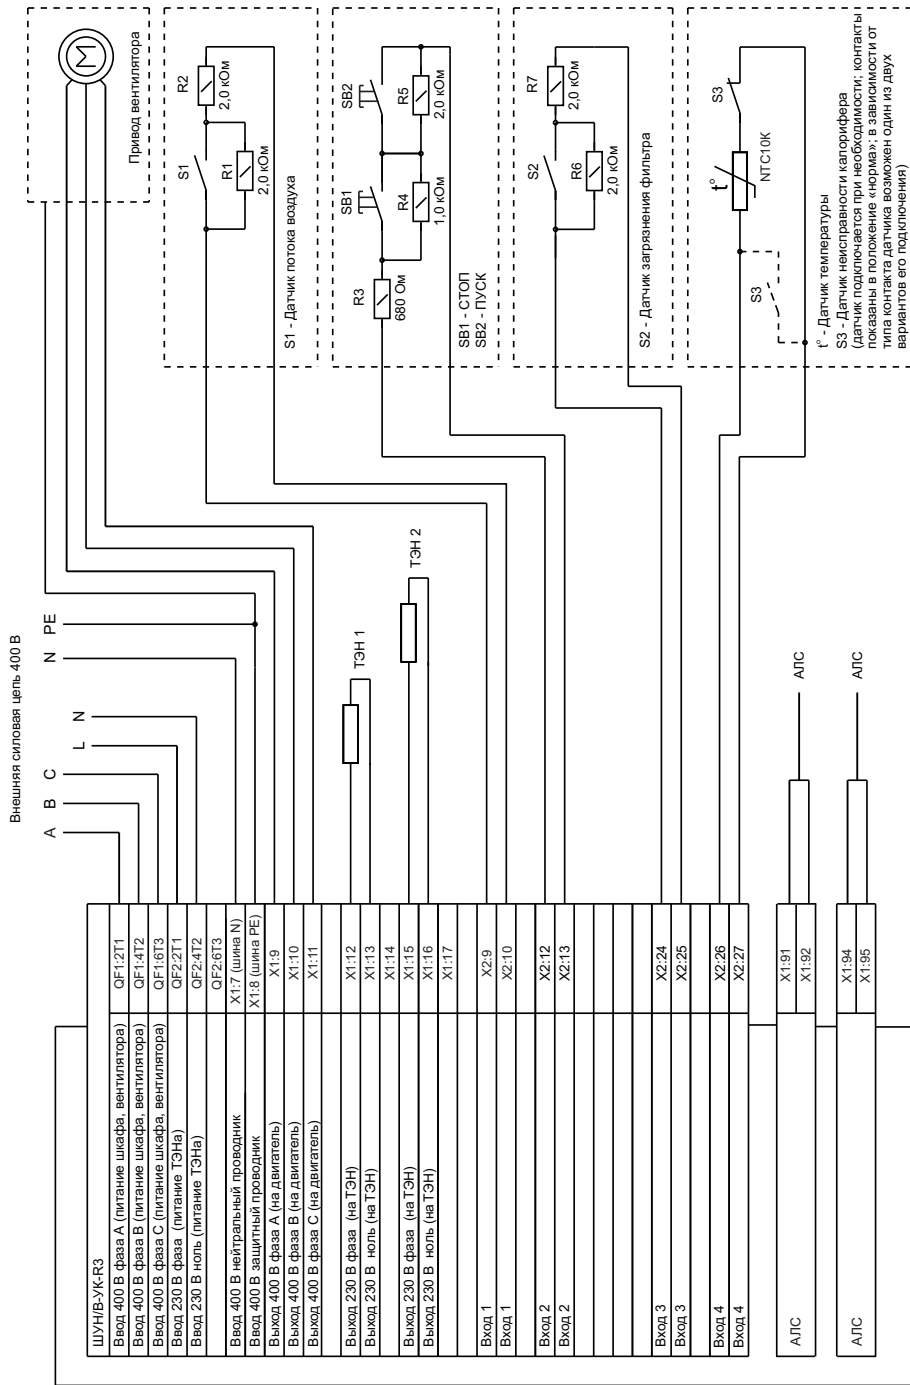 Внешняя силовая цепь 400 В
A
B
C
L
N
N
PE
M
Привод вентилятора
S1
R1
2,0 кОм
R2
2,0 кОм
S1 - Датчик потока воздуха
R3
680 Ом
SB1
R4
1,0 кОм
SB2
R5
2,0 кОм
SB1 - СТОП
SB2 - ПУСК
S2
R6
2,0 кОм
R7
2,0 кОм
S2 - Датчик загрязнения фильтра
S3
t°
NTC10K
S3
t° - Датчик температуры
S3 - Датчик неисправности калорифера
(датчик подключается при необходимости; контакты
показаны в положение «норма»; в зависимости от
типа контакта датчика возможен один из двух
вариантов его подключения)
ТЭН 1
ТЭН 2
АЛС
АЛС
ШУН/В-УК-R3
Ввод 400 В фаза А (питание шкафа, вентилятора) QF1:2T1
Ввод 400 В фаза В (питание шкафа, вентилятора) QF1:4T2
Ввод 400 В фаза С (питание шкафа, вентилятора) QF1:6T3
Ввод 230 В фаза (питание ТЭНа) QF2:2T1
Ввод 230 В ноль (питание ТЭНа) QF2:4T2
QF2:6T3
Ввод 400 В нейтральный проводник X1:7 (шина N)
Ввод 400 В защитный проводник X1:8 (шина PE)
Выход 400 В фаза А (на двигатель) X1:9
Выход 400 В фаза В (на двигатель) X1:10
Выход 400 В фаза С (на двигатель) X1:11
Выход 230 В фаза (на ТЭН) X1:12
Выход 230 В ноль (на ТЭН) X1:13
X1:14
Выход 230 В фаза (на ТЭН) X1:15
Выход 230 В ноль (на ТЭН) X1:16
X1:17
Вход 1 X2:9
Вход 1 X2:10
Вход 2 X2:12
Вход 2 X2:13
Вход 3 X2:24
Вход 3 X2:25
Вход 4 X2:26
Вход 4 X2:27
АЛС X1:91
X1:92
АЛС X1:94
X1:95